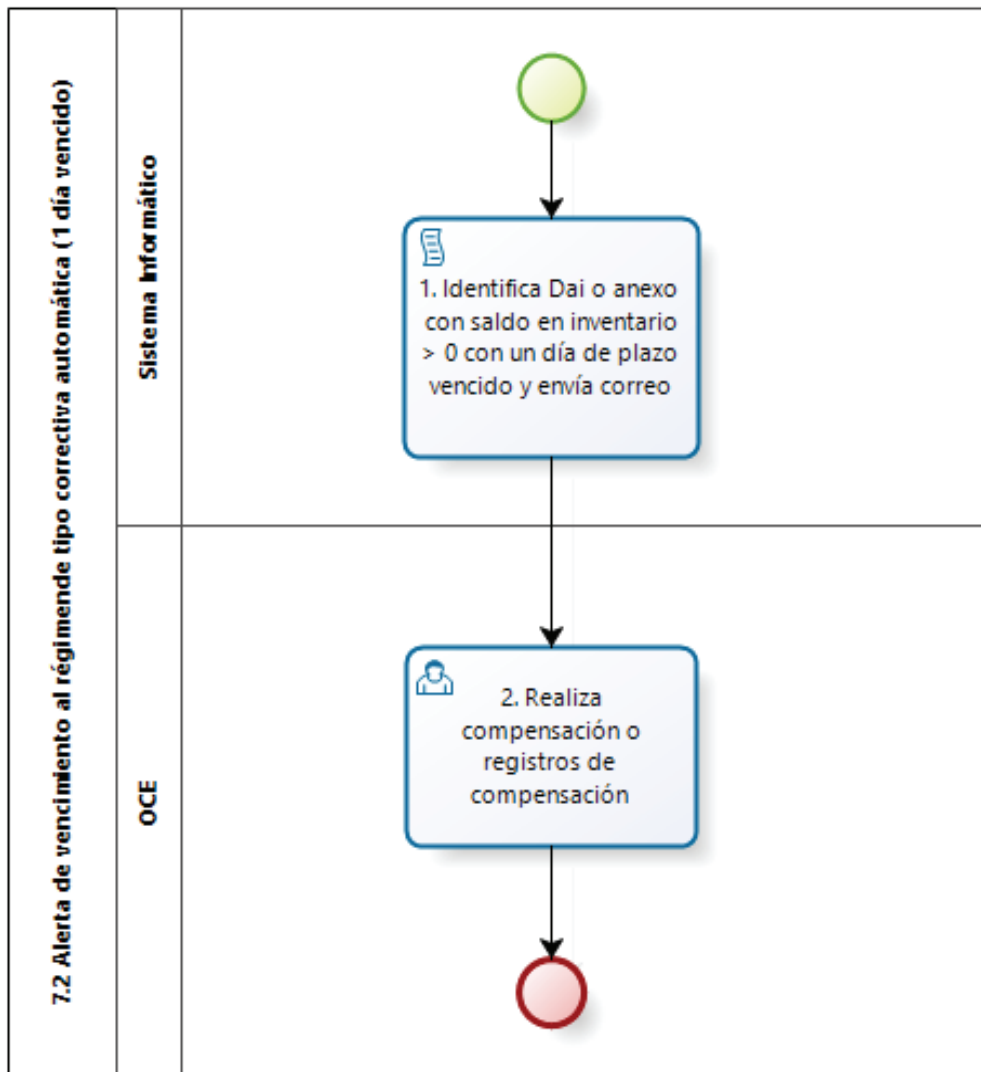 7.2 Alerta de vencimiento al régimende tipo correctiva automática (1 día vencido)
Sistema Informático
1. Identifica Dai o anexo
con saldo en inventario
> 0 con un día de plazo
vencido y envía correo
OCE
2. Realiza
compensación o
registros de
compensación